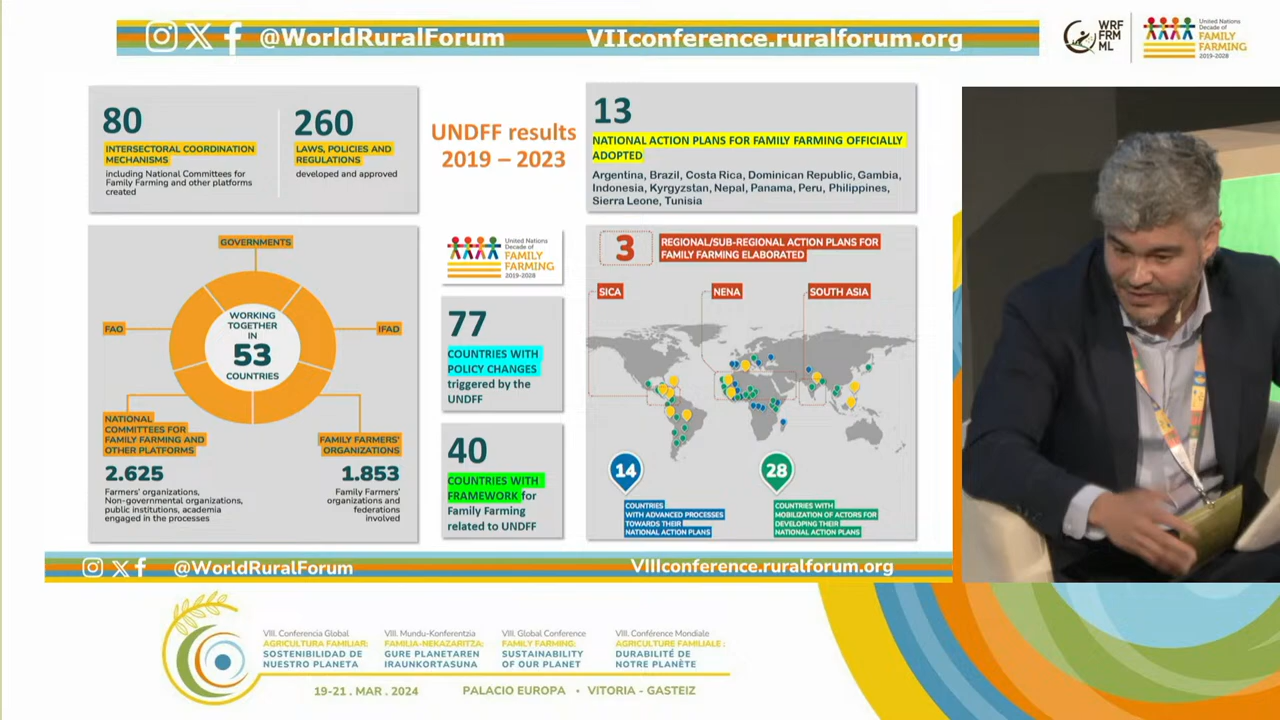 @WorldRuralForum
VIIconference.ruralforum.org
WRF
FRM
ML
United Nations
Decade of
FAMILY
FARMING
2019-2028
80
INTERSECTORAL COORDINATION
MECHANISMS
including National Committees for
Family Farming and other platforms
created
260
LAWS, POLICIES AND
REGULATIONS
developed and approved
UNDFF results
2019 – 2023
13
NATIONAL ACTION PLANS FOR FAMILY FARMING OFFICIALLY
ADOPTED
Argentina, Brazil, Costa Rica, Dominican Republic, Gambia,
Indonesia, Kyrgyzstan, Nepal, Panama, Peru, Philippines,
Sierra Leone, Tunisia
GOVERNMENTS
FAO
IFAD
WORKING
TOGETHER
IN
53
COUNTRIES
NATIONAL
COMMITTEES FOR
FAMILY FARMING AND
OTHER PLATFORMS
2.625
Farmers' organizations,
Non-governmental organizations,
public institutions, academia
engaged in the processes
FAMILY FARMERS'
ORGANIZATIONS
1.853
Family Farmers'
organizations and
federations
involved
United Nations
Decade of
FAMILY
FARMING
2019-2028
77
COUNTRIES WITH
POLICY CHANGES
triggered by the
UNDFF
40
COUNTRIES WITH
FRAMEWORK for
Family Farming
related to UNDFF
3
REGIONAL/SUB-REGIONAL ACTION PLANS FOR
FAMILY FARMING ELABORATED
SICA
NENA
SOUTH ASIA
14
COUNTRIES
WITH ADVANCED PROCESSES
TOWARDS THEIR
NATIONAL ACTION PLANS
28
COUNTRIES WITH
MOBILIZATION OF ACTORS FOR
DEVELOPING THEIR
NATIONAL ACTION PLANS
@WorldRuralForum
VIIIconference.ruralforum.org
VIII. Conferencia Global
AGRICULTURA FAMILIAR:
SOSTENIBILIDAD DE
NUESTRO PLANETA
VIII. Mundu-Konferentzia
FAMILIA-NEKAZARITZA:
GURE PLANETAREN
IRAUNKORTASUNA
VIII. Global Conference
FAMILY FARMING:
SUSTAINABILITY
OF OUR PLANET
VIII. Conférence Mondiale
AGRICULTURE FAMILIALE :
DURABILITÉ DE
NOTRE PLANÈTE
19-21 . MAR . 2024
PALACIO EUROPA • VITORIA - GASTEIZ